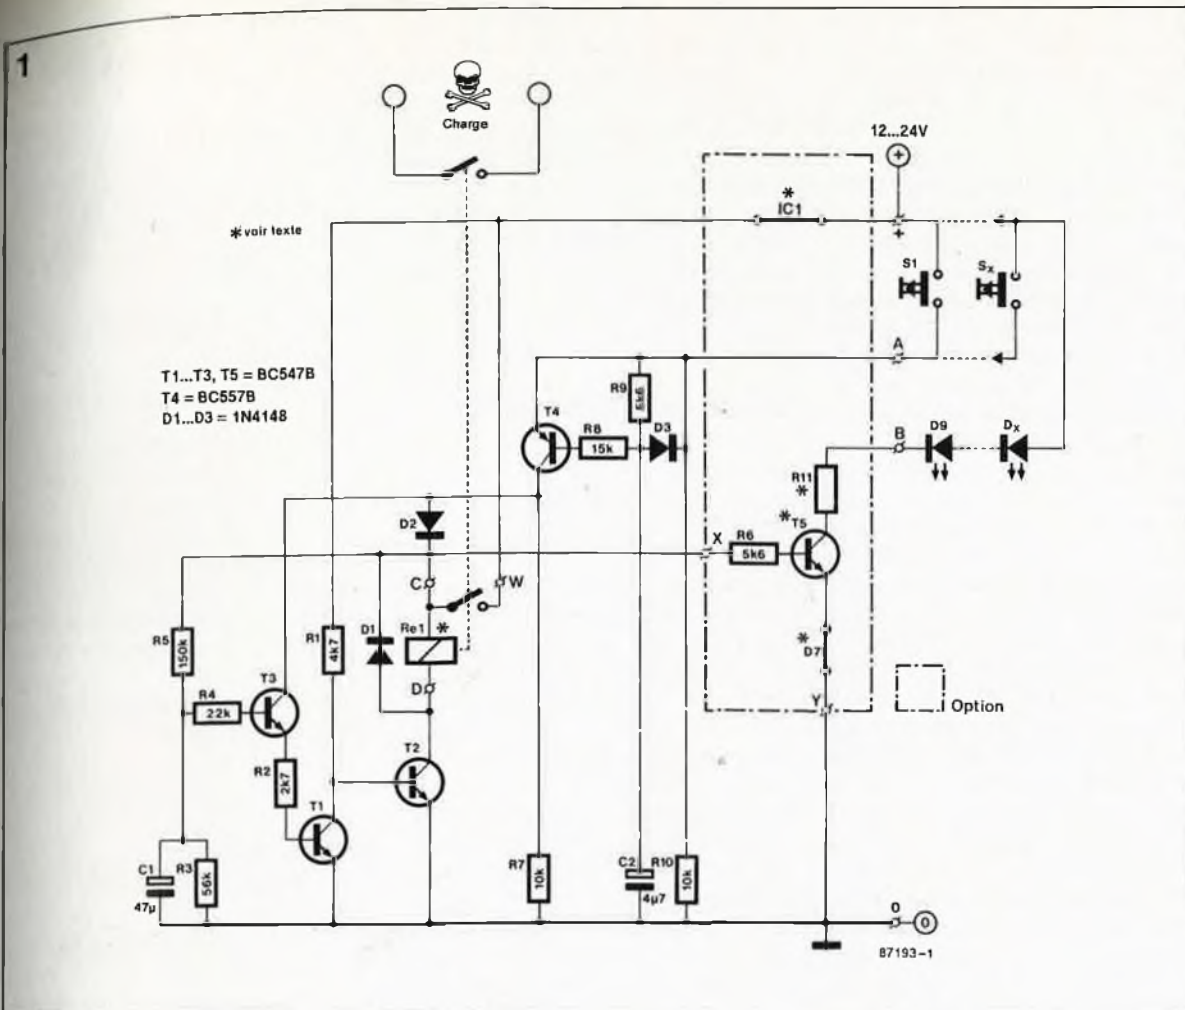 1
Charge
12...24V
+
*
IC1
* voir texte
+
S1
Sx
A
T1...T3, T5 = BC547B
T4 = BC557B
D1...D3 = 1N4148
R9
5k6
T4
R8
15k
D3
B
D9
Dx
R11
*
D2
* T5
X
R6
5k6
C
W
R5
150k
R1
4k7
D1
Re1
*
*
D7
T3
D
R4
22k
Y
Option
T2
R2
2k7
T1
C1
47µ
R3
56k
R7
10k
C2
4µ7
R10
10k
0
0
87193-1